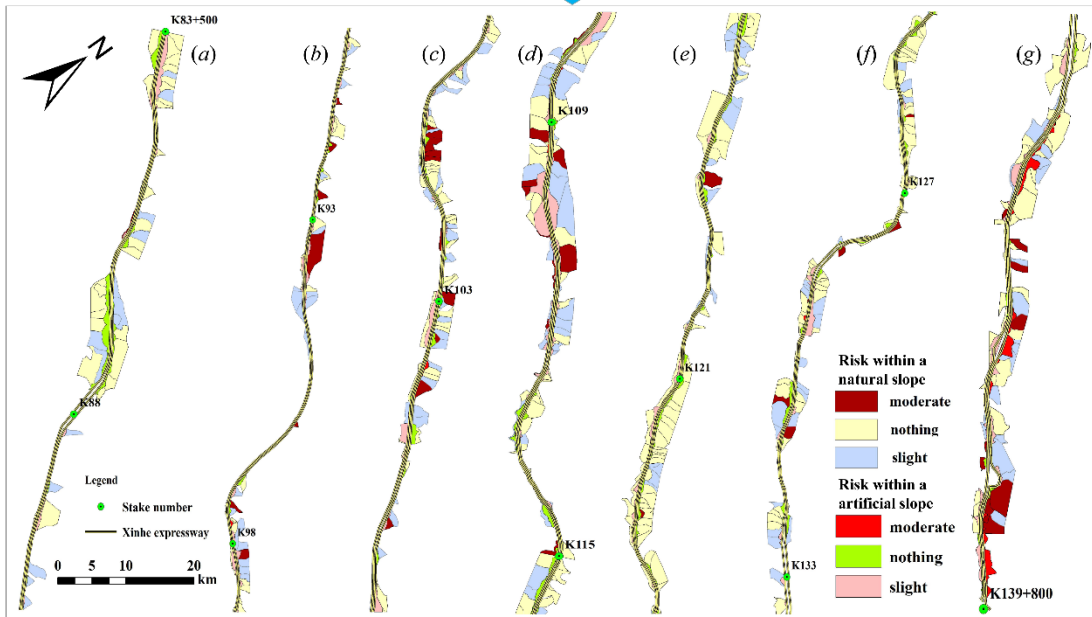 K83+500
N
(a)
(b)
(c)
(d)
(e)
(f)
(g)
K109
K127
K93
K103
K121
K88
Legend
Stake number
Xinhe expressway
0 5 10 20
km
K98
K115
K133
Risk within a
natural slope
moderate
nothing
slight
Risk within a
artificial slope
moderate
nothing
slight
K139+800